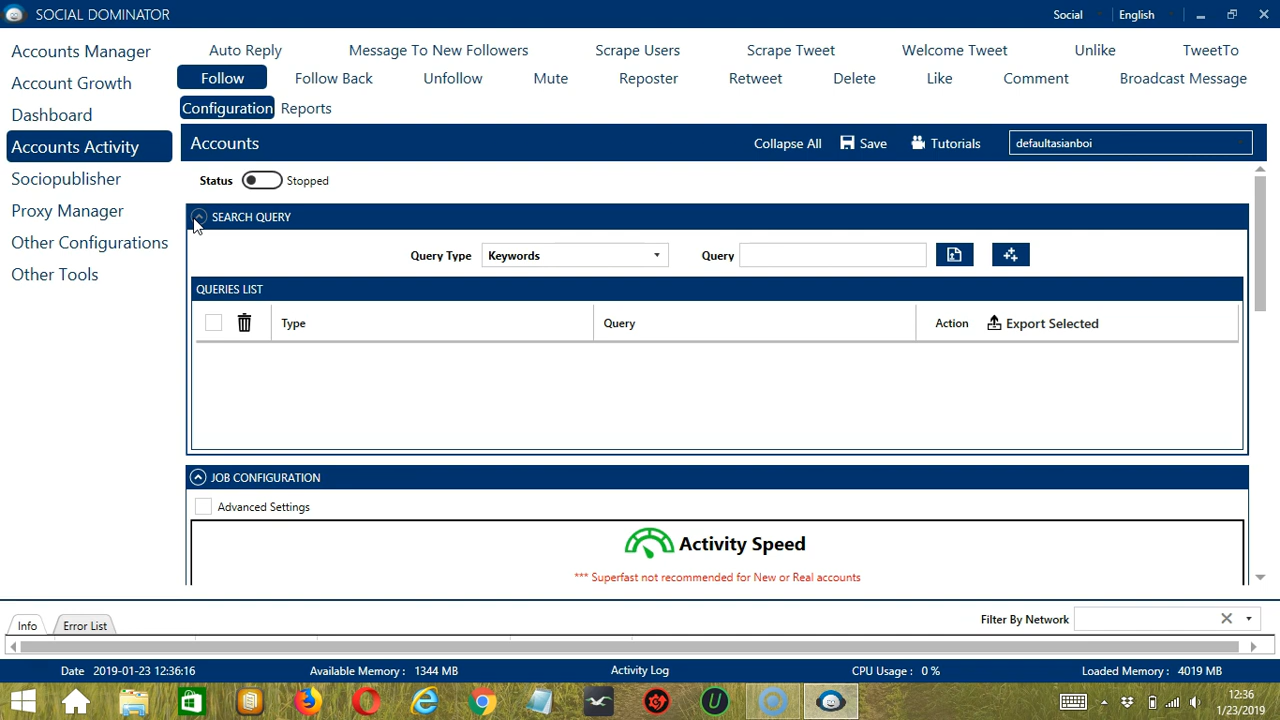 SOCIAL DOMINATOR
Social English
Accounts Manager
Account Growth
Dashboard
Accounts Activity
Sociopublisher
Proxy Manager
Other Configurations
Other Tools
Auto Reply Message To New Followers Scrape Users Scrape Tweet Welcome Tweet Unlike TweetTo
Follow Follow Back Unfollow Mute Reposter Retweet Delete Like Comment Broadcast Message
Configuration Reports
Accounts Collapse All Save Tutorials defaultasianboi
Status Stopped
SEARCH QUERY
Query Type Keywords Query
QUERIES LIST
Type Query Action Export Selected
JOB CONFIGURATION
Advanced Settings
Activity Speed
*** Superfast not recommended for New or Real accounts
Info Error List Filter By Network
Date 2019-01-23 12:36:16 Available Memory : 1344 MB Activity Log CPU Usage : 0 % Loaded Memory : 4019 MB
12:36
1/23/2019